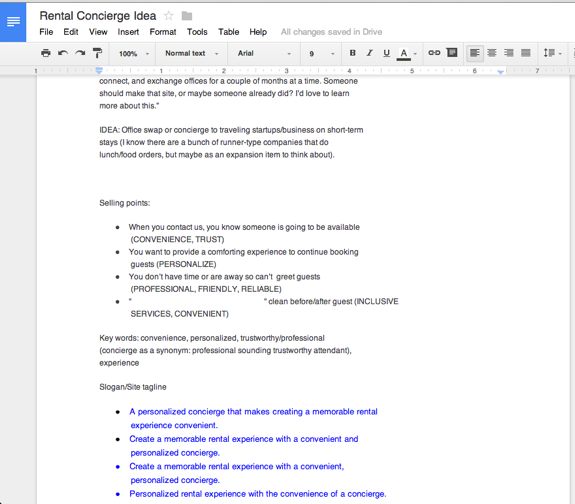 Rental Concierge Idea
File Edit View Insert Format Tools Table Help All changes saved in Drive
100% Normal text Arial 9 B I U A
1 1 2 3 4 5 6 7
connect, and exchange offices for a couple of months at a time. Someone
should make that site, or maybe someone already did? I'd love to learn
more about this."
IDEA: Office swap or concierge to traveling startups/business on short-term
stays (I know there are a bunch of runner-type companies that do
lunch/food orders, but maybe as an expansion item to think about).
Selling points:
● When you contact us, you know someone is going to be available
(CONVENIENCE, TRUST)
● You want to provide a comforting experience to continue booking
guests (PERSONALIZE)
● You don't have time or are away so can't greet guests
(PROFESSIONAL, FRIENDLY, RELIABLE)
● " " clean before/after guest (INCLUSIVE
SERVICES, CONVENIENT)
Key words: convenience, personalized, trustworthy/professional
(concierge as a synonym: professional sounding trustworthy attendant),
experience
Slogan/Site tagline
● A personalized concierge that makes creating a memorable rental
experience convenient.
● Create a memorable rental experience with a convenient and
personalized concierge.
● Create a memorable rental experience with a convenient,
personalized concierge.
● Personalized rental experience with the convenience of a concierge.